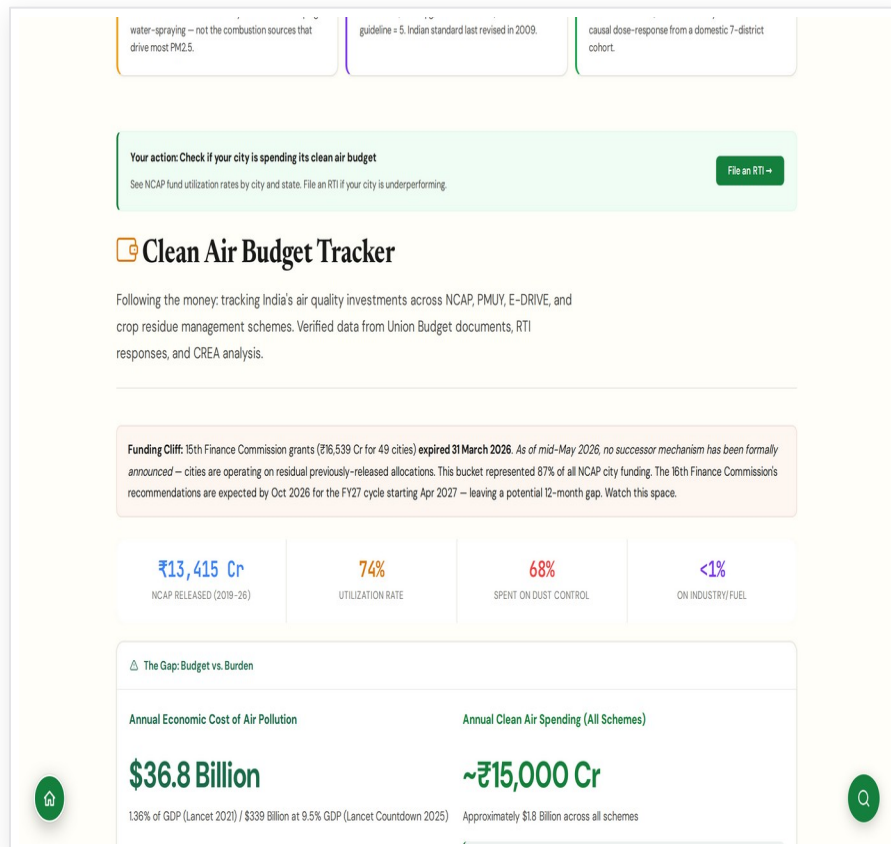 water-spraying — not the combustion sources that
drive most PM2.5.
guideline = 5. Indian standard last revised in 2009.
causal dose-response from a domestic 7-district
cohort.
Your action: Check if your city is spending its clean air budget
See NCAP fund utilization rates by city and state. File an RTI if your city is underperforming.
File an RTI →
Clean Air Budget Tracker
Following the money: tracking India's air quality investments across NCAP, PMUY, E-DRIVE, and
crop residue management schemes. Verified data from Union Budget documents, RTI
responses, and CREA analysis.
Funding Cliff: 15th Finance Commission grants (₹16,539 Cr for 49 cities) expired 31 March 2026. As of mid-May 2026, no successor mechanism has been formally
announced — cities are operating on residual previously-released allocations. This bucket represented 87% of all NCAP city funding. The 16th Finance Commission's
recommendations are expected by Oct 2026 for the FY27 cycle starting Apr 2027 — leaving a potential 12-month gap. Watch this space.
₹13,415 Cr
NCAP RELEASED (2019-26)
74%
UTILIZATION RATE
68%
SPENT ON DUST CONTROL
<1%
ON INDUSTRY/FUEL
The Gap: Budget vs. Burden
Annual Economic Cost of Air Pollution
$36.8 Billion
1.36% of GDP (Lancet 2021) / $339 Billion at 9.5% GDP (Lancet Countdown 2025)
Annual Clean Air Spending (All Schemes)
~₹15,000 Cr
Approximately $1.8 Billion across all schemes